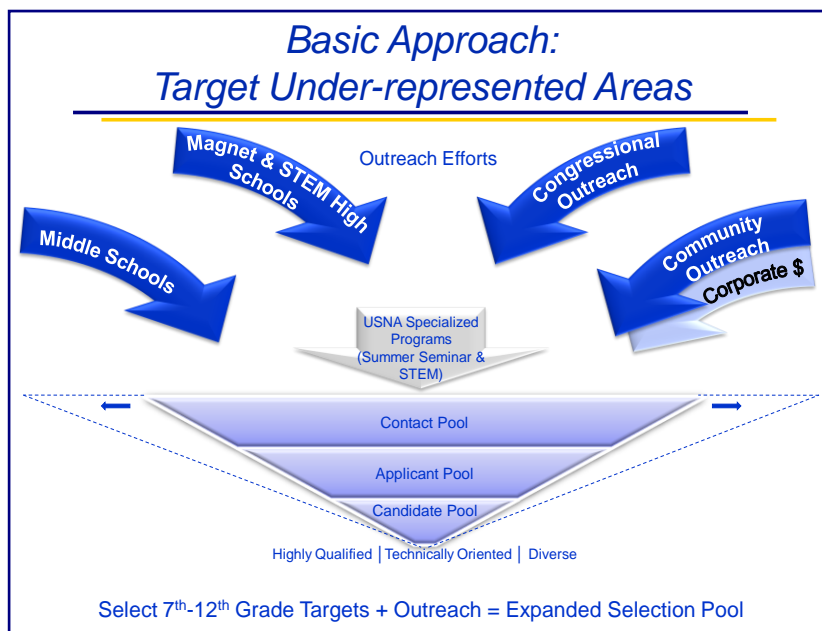 Basic Approach:
Target Under-represented Areas
Outreach Efforts
Magnet & STEM High
Schools
Congressional
Outreach
Middle Schools
Community
Outreach
Corporate $
USNA Specialized
Programs
(Summer Seminar &
STEM)
Contact Pool
Applicant Pool
Candidate Pool
Highly Qualified | Technically Oriented | Diverse
Select 7th-12th Grade Targets + Outreach = Expanded Selection Pool